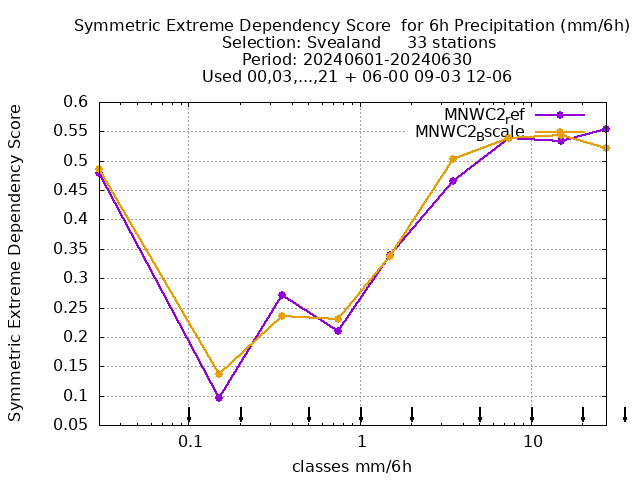 Symmetric Extreme Dependency Score  for 6h Precipitation (mm/6h)
Selection: Svealand     33 stations
Period: 20240601-20240630
Used 00,03,...,21 + 06-00 09-03 12-06
MNWC2ref
MNWC2Bscale
0.6
0.55
0.5
0.45
0.4
0.35
0.3
0.25
0.2
0.15
0.1
0.05
Symmetric Extreme Dependency Score
0.1 1 10
classes mm/6h